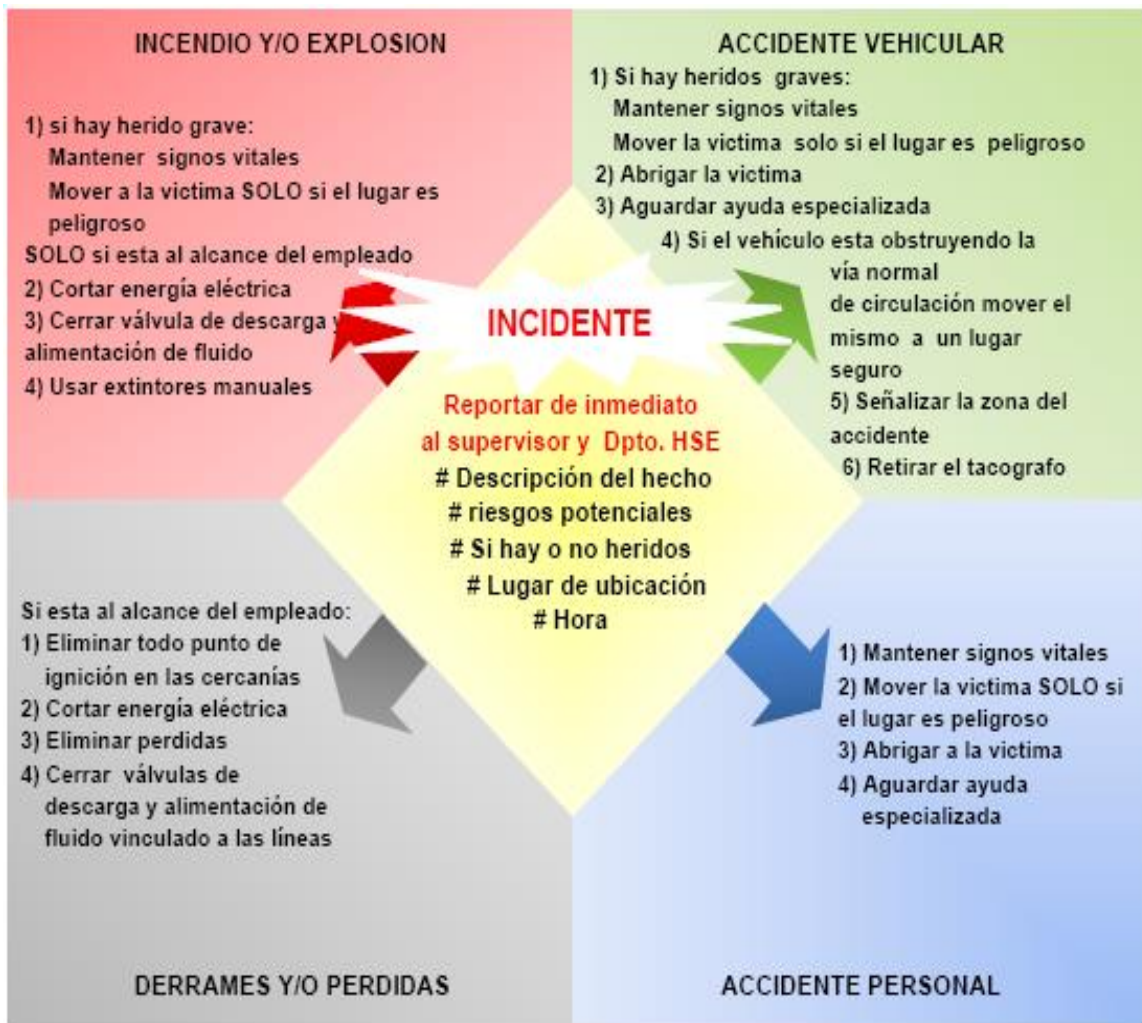 INCENDIO Y/O EXPLOSION
1) si hay herido grave:
Mantener signos vitales
Mover a la victima SOLO si el lugar es
peligroso
SOLO si esta al alcance del empleado
2) Cortar energía eléctrica
3) Cerrar válvula de descarga y
alimentación de fluido
4) Usar extintores manuales
ACCIDENTE VEHICULAR
1) Si hay heridos graves:
Mantener signos vitales
Mover la victima solo si el lugar es peligroso
2) Abrigar la victima
3) Aguardar ayuda especializada
4) Si el vehículo esta obstruyendo la
vía normal
de circulación mover el
mismo a un lugar
seguro
5) Señalizar la zona del
accidente
6) Retirar el tacografo
INCIDENTE
Reportar de inmediato
al supervisor y Dpto. HSE
# Descripción del hecho
# riesgos potenciales
# Si hay o no heridos
# Lugar de ubicación
# Hora
Si esta al alcance del empleado:
1) Eliminar todo punto de
ignición en las cercanías
2) Cortar energía eléctrica
3) Eliminar perdidas
4) Cerrar válvulas de
descarga y alimentación de
fluido vinculado a las líneas
DERRAMES Y/O PERDIDAS
1) Mantener signos vitales
2) Mover la victima SOLO si
el lugar es peligroso
3) Abrigar a la victima
4) Aguardar ayuda
especializada
ACCIDENTE PERSONAL